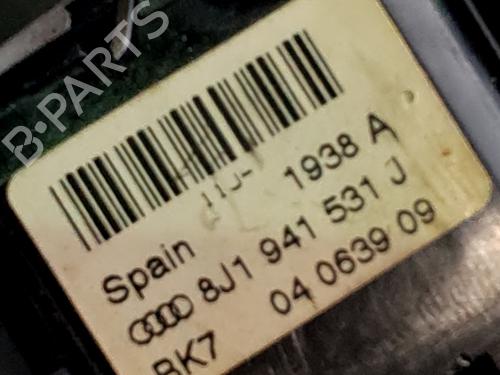 B-PARTS
1938 A
Spain
8J1 941 531 J
BK7 04 0639 09